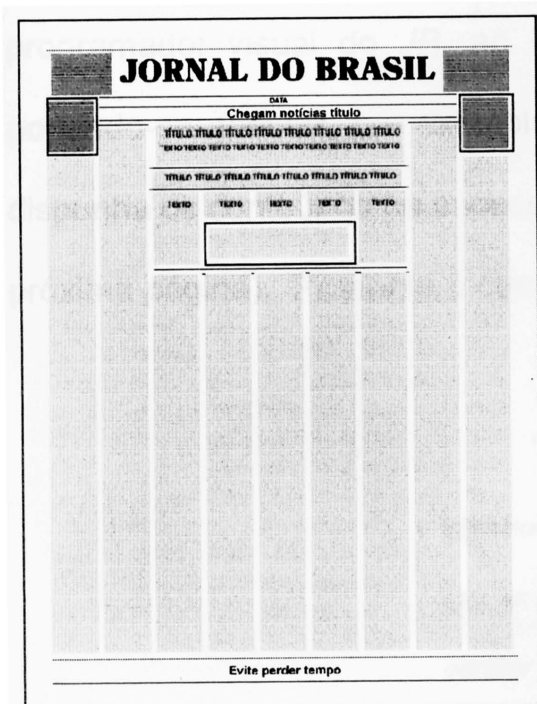 JORNAL DO BRASIL
DATA
Chegam notícias título
TÍTULO TÍTULO TÍTULO TÍTULO TÍTULO TÍTULO TÍTULO TÍTULO
TEXTO TEXTO TEXTO TEXTO TEXTO TEXTO TEXTO TEXTO TEXTO TEXTO
TÍTULO TÍTULO TÍTULO TÍTULO TÍTULO TÍTULO TÍTULO TÍTULO
TEXTO TEXTO TEXTO TEXTO TEXTO
Evite perder tempo